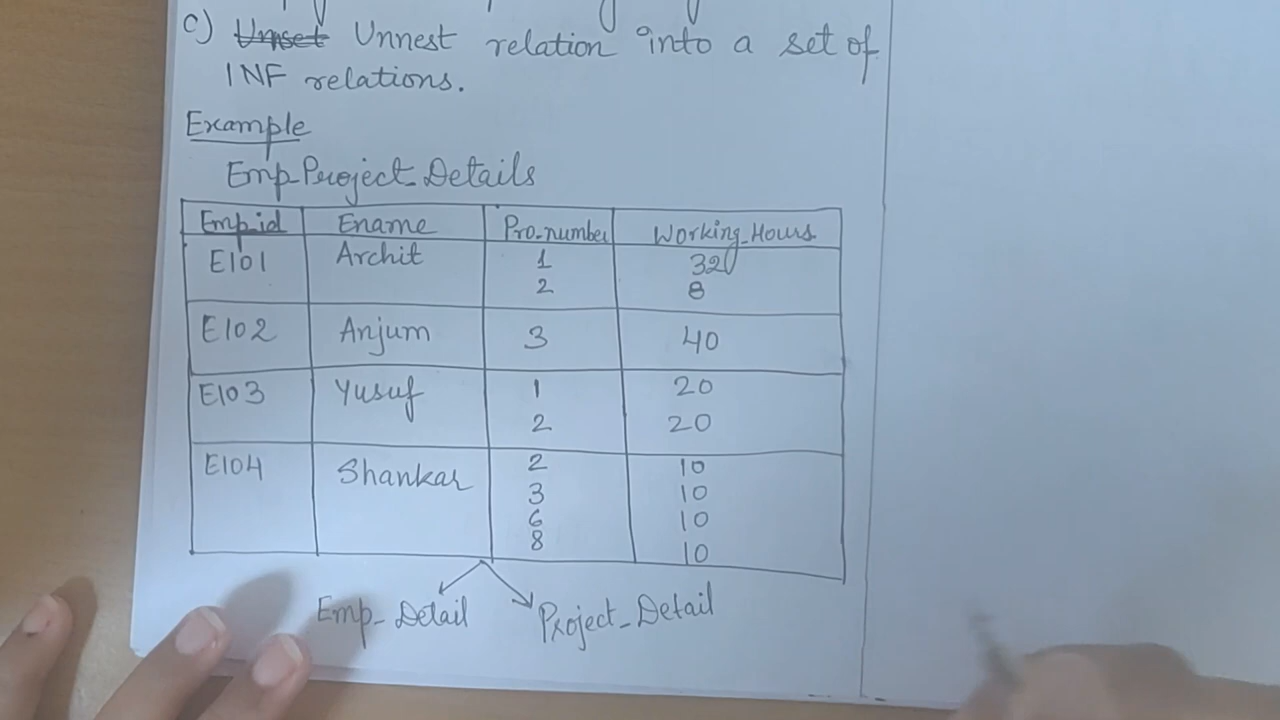 c) Unnest relation into a set of
1NF relations.
Example
Emp_Project_Details
Emp_id Ename Pro_number Working_Hours
E101 Archit 1 32
2 8
E102 Anjum 3 40
E103 Yusuf 1 20
2 20
E104 Shankar 2 10
3 10
6 10
8 10
Emp_Detail Project_Detail